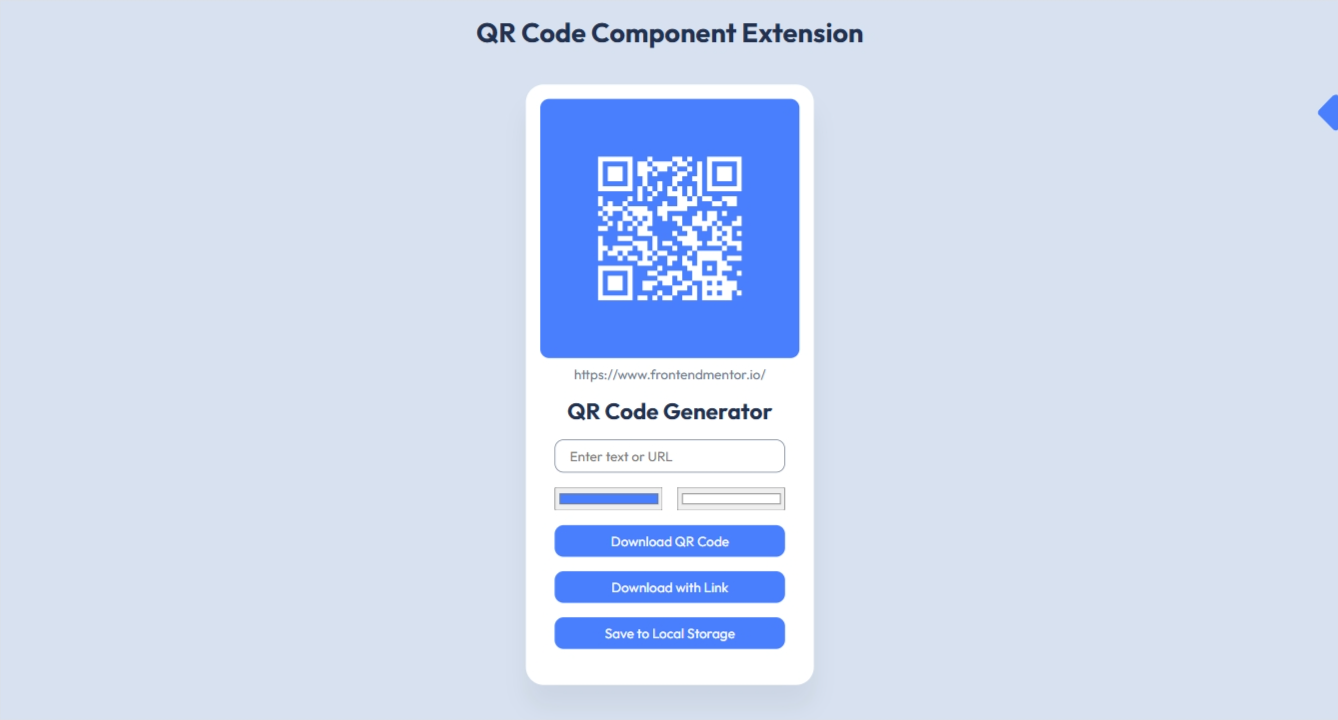 QR Code Component Extension
https://www.frontendmentor.io/
QR Code Generator
Enter text or URL
Download QR Code
Download with Link
Save to Local Storage